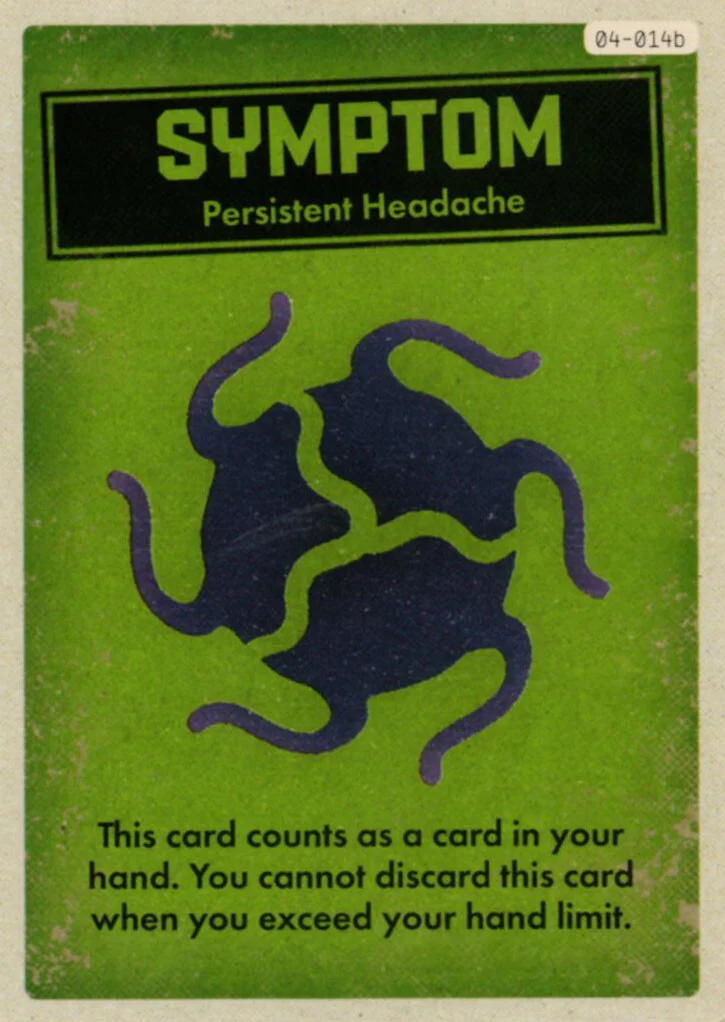 04-014b
SYMPTOM
Persistent Headache
This card counts as a card in your
hand. You cannot discard this card
when you exceed your hand limit.